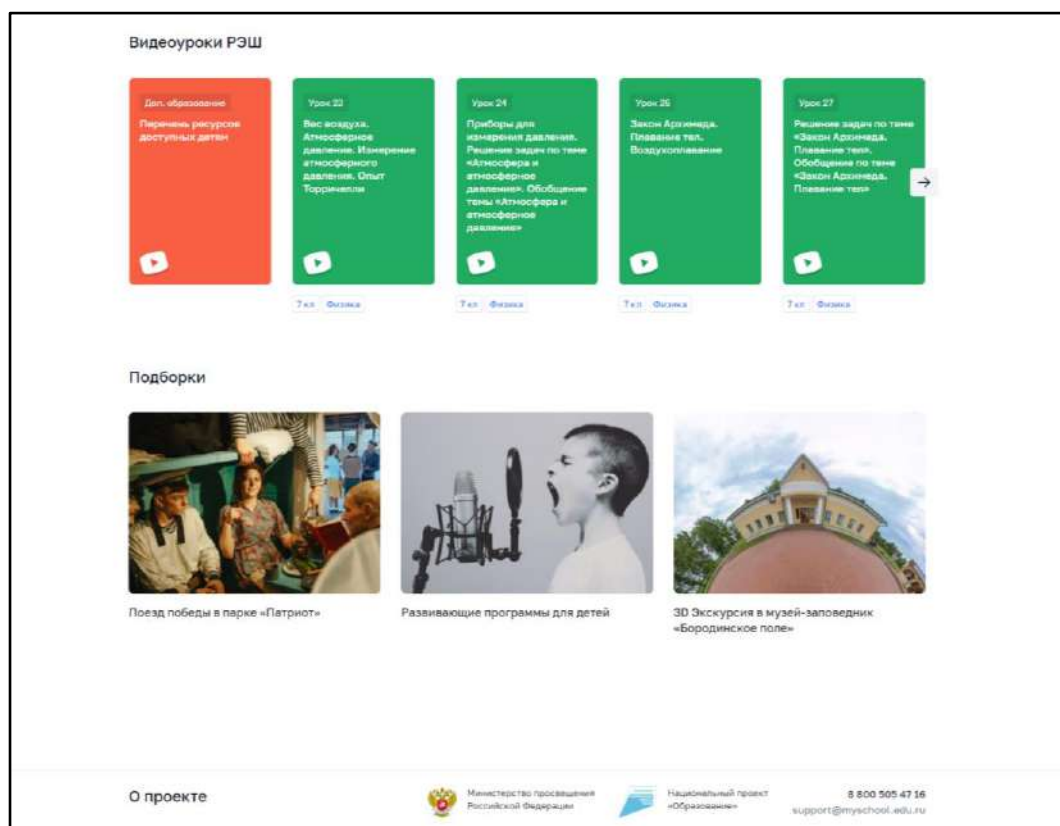 Видеоуроки РЭШ
Доп. образование
Перечень ресурсов
доступных детям
Урок 23
Вес воздуха.
Атмосферное
давление. Измерение
атмосферного
давления. Опыт
Торричелли
Урок 24
Приборы для
измерения давления.
Решение задач по теме
«Атмосфера и
атмосферное
давление». Обобщение
темы «Атмосфера и
атмосферное
давление»
Урок 26
Закон Архимеда.
Плавание тел.
Воздухоплавание
Урок 27
Решение задач по теме
«Закон Архимеда.
Плавание тел».
Обобщение по теме
«Закон Архимеда.
Плавание тел»
7 кл Физика
7 кл Физика
7 кл Физика
7 кл Физика
Подборки
Поезд победы в парке «Патриот»
Развивающие программы для детей
3D Экскурсия в музей-заповедник
«Бородинское поле»
О проекте
Министерство просвещения
Российской Федерации
Национальный проект
«Образование»
8 800 505 47 16
support@myschool.edu.ru